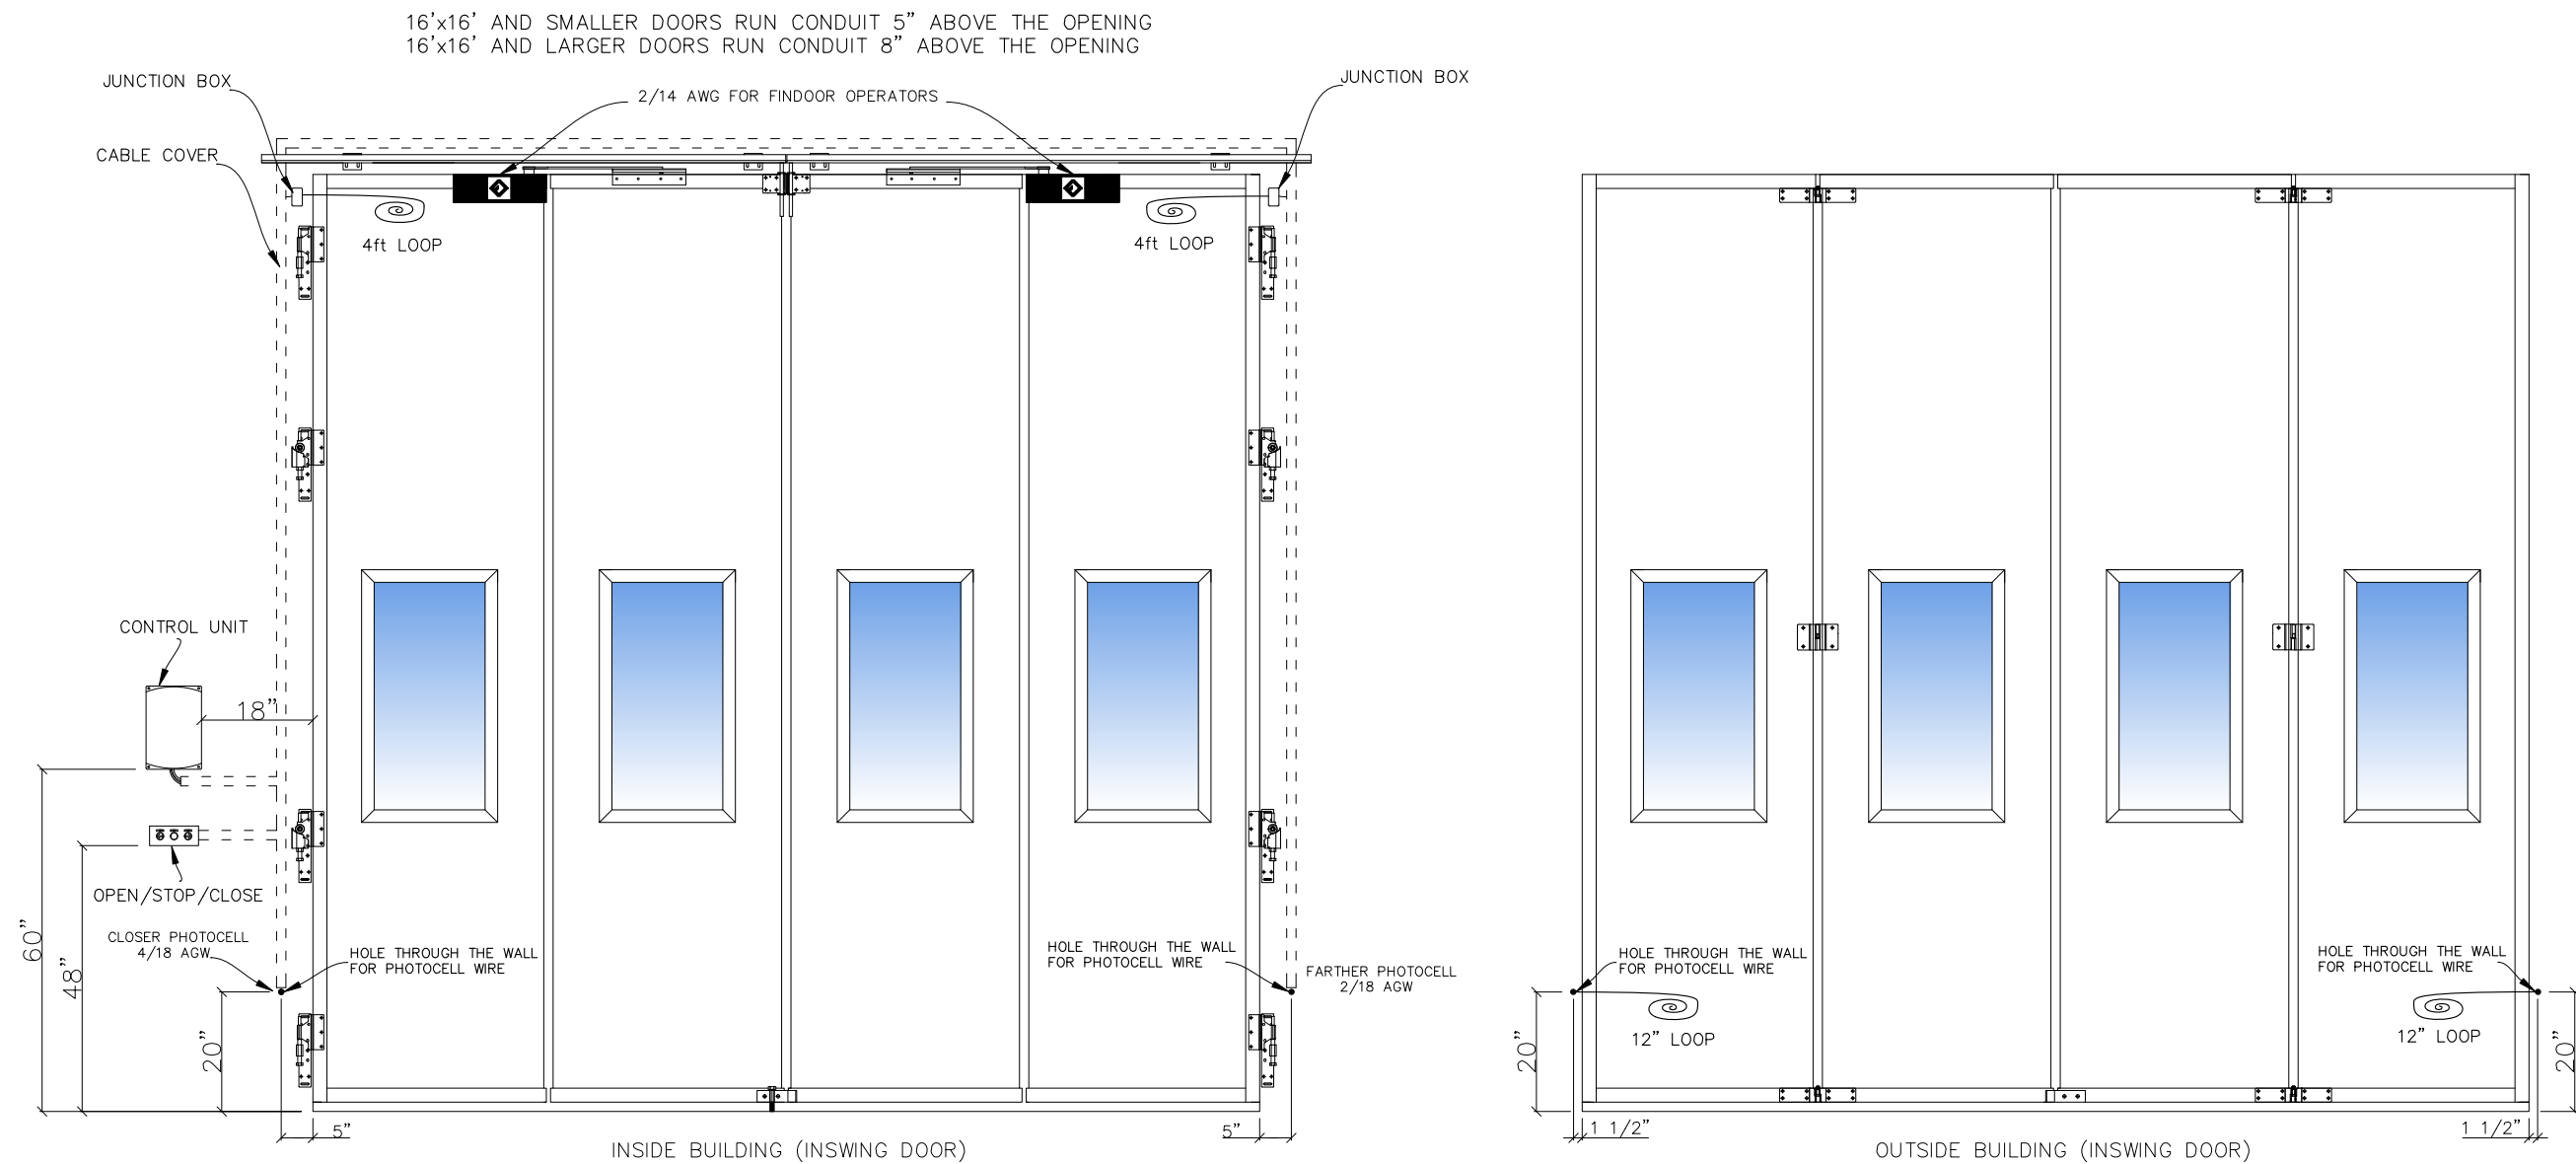 16'x16' AND SMALLER DOORS RUN CONDUIT 5” ABOVE THE OPENING
16'x16' AND LARGER DOORS RUN CONDUIT 8” ABOVE THE OPENING
JUNCTION BOX
2/14 AWG FOR FINDOOR OPERATORS
JUNCTION BOX
CABLE COVER
4ft LOOP
4ft LOOP
CONTROL UNIT
18”
OPEN/STOP/CLOSE
60”
48”
20”
CLOSER PHOTOCELL
4/18 AGW
HOLE THROUGH THE WALL
FOR PHOTOCELL WIRE
HOLE THROUGH THE WALL
FOR PHOTOCELL WIRE
FARTHER PHOTOCELL
2/18 AGW
5”
5”
INSIDE BUILDING (INSWING DOOR)
HOLE THROUGH THE WALL
FOR PHOTOCELL WIRE
HOLE THROUGH THE WALL
FOR PHOTOCELL WIRE
12” LOOP
12” LOOP
20”
20”
1 1/2”
1 1/2”
OUTSIDE BUILDING (INSWING DOOR)